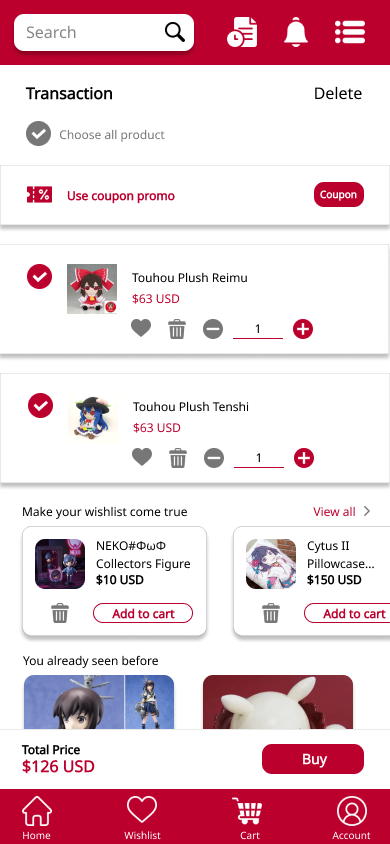 Search
Transaction
Delete
Choose all product
%
Use coupon promo
Coupon
Touhou Plush Reimu
$63 USD
1
Touhou Plush Tenshi
$63 USD
1
Make your wishlist come true
View all
NEKO#ΦωΦ
Collectors Figure
$10 USD
Add to cart
Cytus II
Pillowcase...
$150 USD
Add to cart
You already seen before
Total Price
$126 USD
Buy
Home
Wishlist
Cart
Account